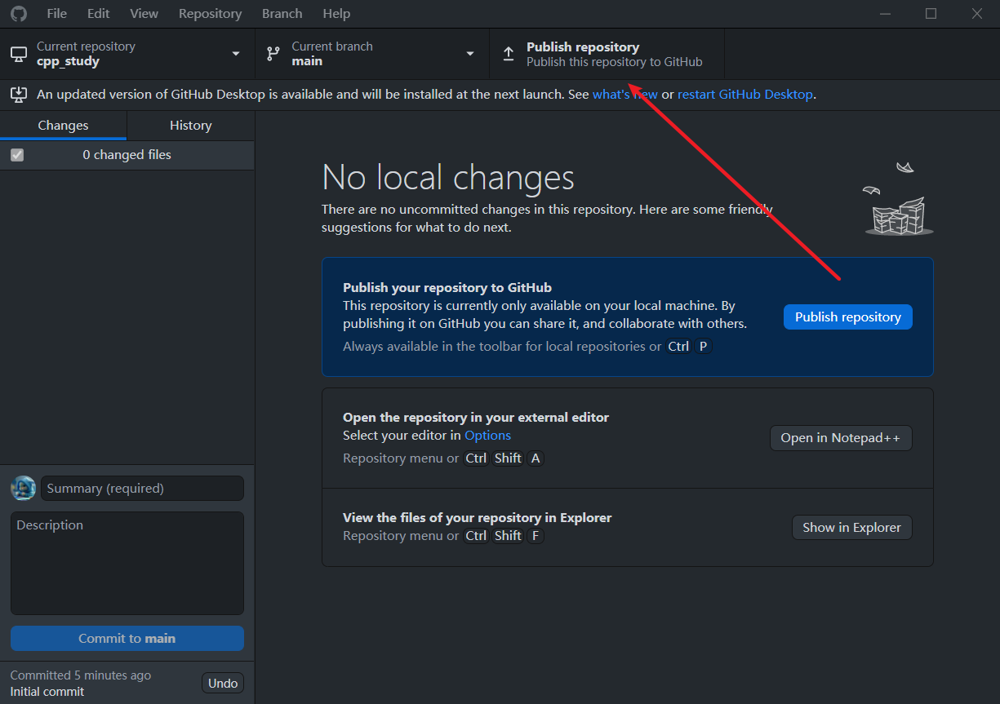 File Edit View Repository Branch Help
Current repository
cpp_study
Current branch
main
Publish repository
Publish this repository to GitHub
An updated version of GitHub Desktop is available and will be installed at the next launch. See what's new or restart GitHub Desktop.
Changes History
0 changed files
No local changes
There are no uncommitted changes in this repository. Here are some friendly
suggestions for what to do next.
Publish your repository to GitHub
This repository is currently only available on your local machine. By
publishing it on GitHub you can share it, and collaborate with others.
Always available in the toolbar for local repositories or Ctrl P
Publish repository
Open the repository in your external editor
Select your editor in Options
Repository menu or Ctrl Shift A
Open in Notepad++
View the files of your repository in Explorer
Repository menu or Ctrl Shift F
Show in Explorer
Summary (required)
Description
Commit to main
Committed 5 minutes ago
Initial commit
Undo